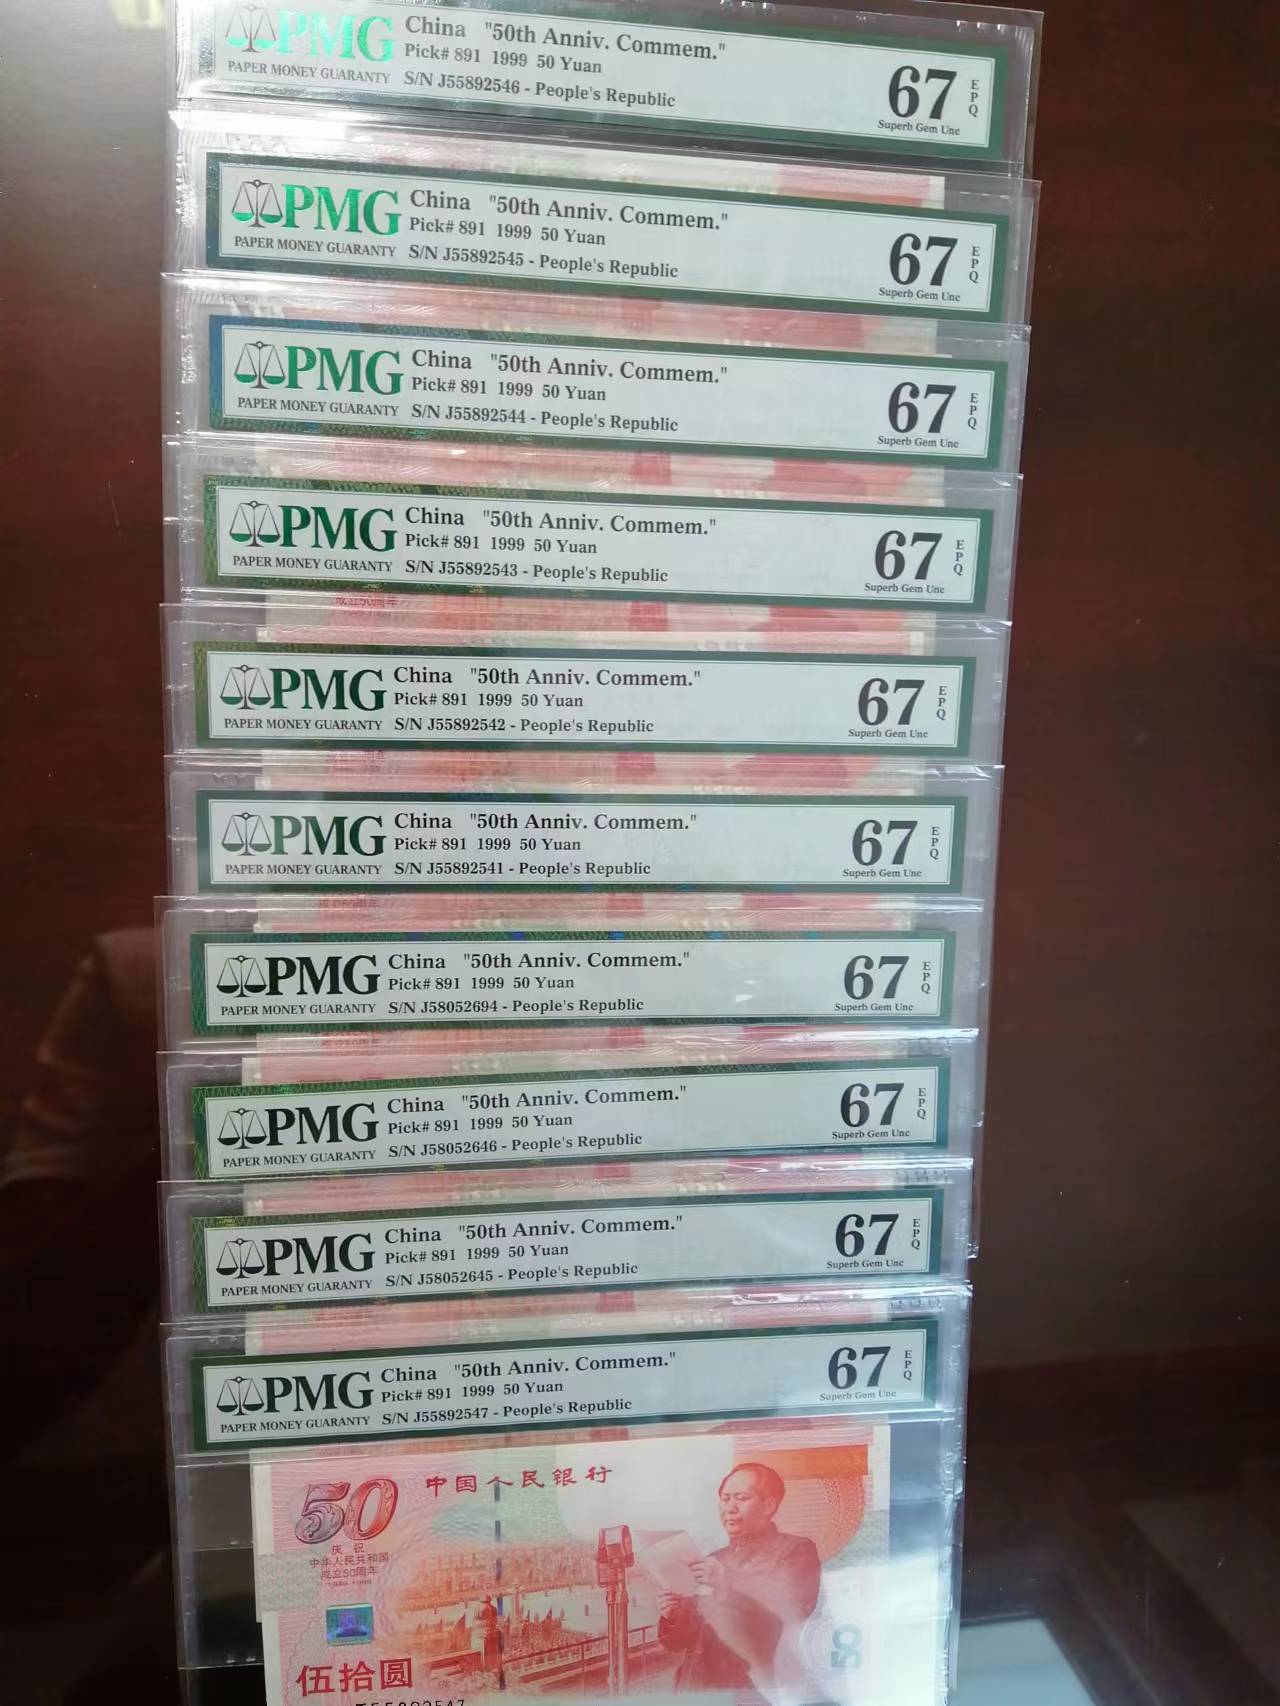 PMG China "50th Anniv. Commem."
Pick# 891 1999 50 Yuan
PAPER MONEY GUARANTY S/N J55892546 - People's Republic
67 EPQ
Superb Gem Unc
PMG China "50th Anniv. Commem."
Pick# 891 1999 50 Yuan
PAPER MONEY GUARANTY S/N J55892545 - People's Republic
67 EPQ
Superb Gem Unc
PMG China "50th Anniv. Commem."
Pick# 891 1999 50 Yuan
PAPER MONEY GUARANTY S/N J55892544 - People's Republic
67 EPQ
Superb Gem Unc
PMG China "50th Anniv. Commem."
Pick# 891 1999 50 Yuan
PAPER MONEY GUARANTY S/N J55892543 - People's Republic
67 EPQ
Superb Gem Unc
成立50周年
PMG China "50th Anniv. Commem."
Pick# 891 1999 50 Yuan
PAPER MONEY GUARANTY S/N J55892542 - People's Republic
67 EPQ
Superb Gem Unc
PMG China "50th Anniv. Commem."
Pick# 891 1999 50 Yuan
PAPER MONEY GUARANTY S/N J55892541 - People's Republic
67 EPQ
Superb Gem Unc
PMG China "50th Anniv. Commem."
Pick# 891 1999 50 Yuan
PAPER MONEY GUARANTY S/N J58052694 - People's Republic
67 EPQ
Superb Gem Unc
PMG China "50th Anniv. Commem."
Pick# 891 1999 50 Yuan
PAPER MONEY GUARANTY S/N J58052646 - People's Republic
67 EPQ
Superb Gem Unc
PMG China "50th Anniv. Commem."
Pick# 891 1999 50 Yuan
PAPER MONEY GUARANTY S/N J58052645 - People's Republic
67 EPQ
Superb Gem Unc
PMG China "50th Anniv. Commem."
Pick# 891 1999 50 Yuan
PAPER MONEY GUARANTY S/N J55892547 - People's Republic
67 EPQ
Superb Gem Unc
50 中国人民银行
庆祝
中华人民共和国
成立50周年
1949-1999
50
伍拾圆